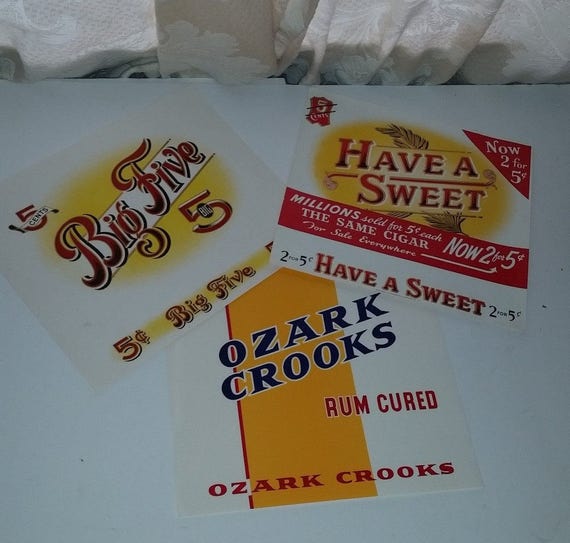 5 CENTS
Big Five
5 OUR
5¢ Big Five 5
5 CENTS
HAVE A
SWEET
NOW
2 for
5¢
MILLIONS sold for 5¢ each
THE SAME CIGAR
For Sale Everywhere
NOW 2 for 5¢
2 FOR 5¢ HAVE A SWEET 2 FOR 5¢
OZARK
CROOKS
RUM CURED
OZARK CROOKS